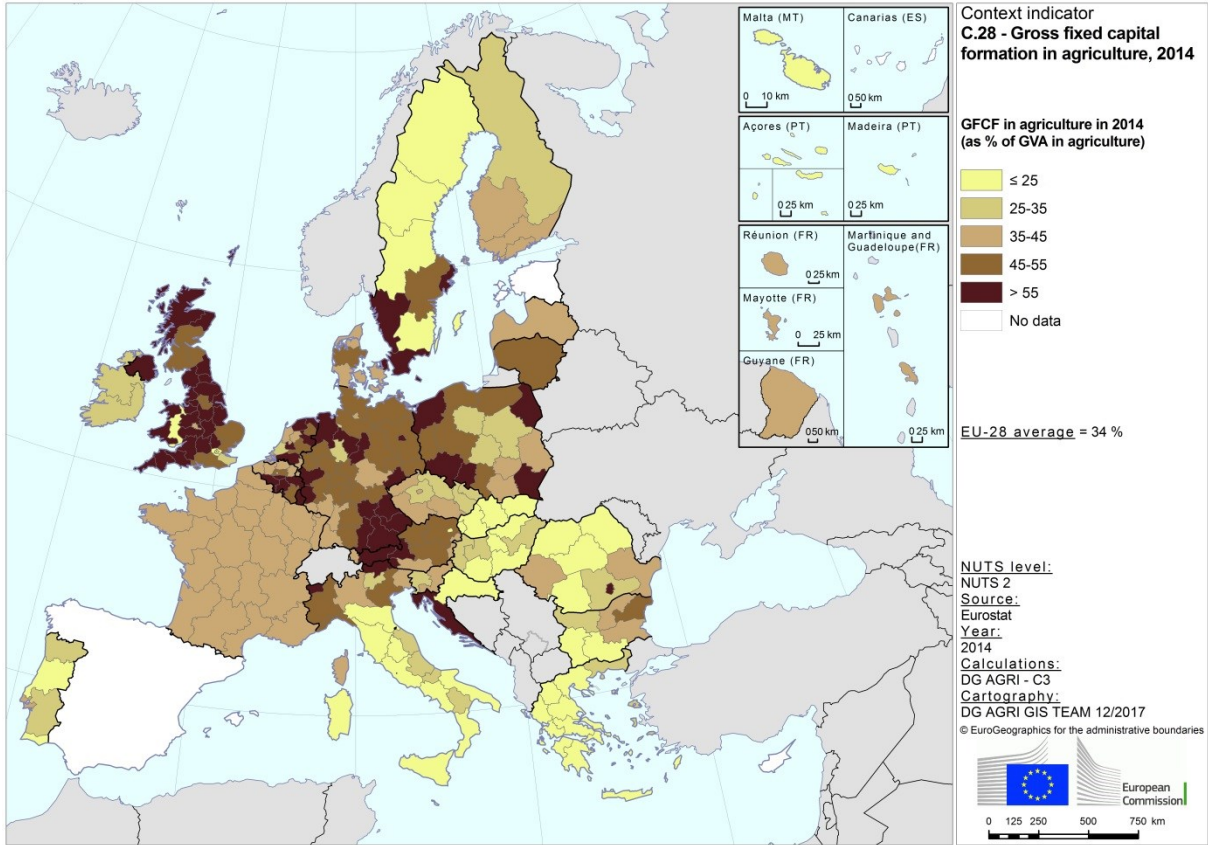 Malta (MT)
0 10 km
Canarias (ES)
0 50 km
Açores (PT)
0 25 km
Madeira (PT)
0 25 km
Réunion (FR)
0 25 km
Mayotte (FR)
0 25 km
Guyane (FR)
0 50 km
Martinique and
Guadeloupe(FR)
0 25 km
Context indicator
C.28 - Gross fixed capital
formation in agriculture, 2014
GFCF in agriculture in 2014
(as % of GVA in agriculture)
≤ 25
25-35
35-45
45-55
> 55
No data
EU-28 average = 34 %
NUTS level:
NUTS 2
Source:
Eurostat
Year:
2014
Calculations:
DG AGRI - C3
Cartography:
DG AGRI GIS TEAM 12/2017
© EuroGeographics for the administrative boundaries
European
Commission
0 125 250 500 750 km